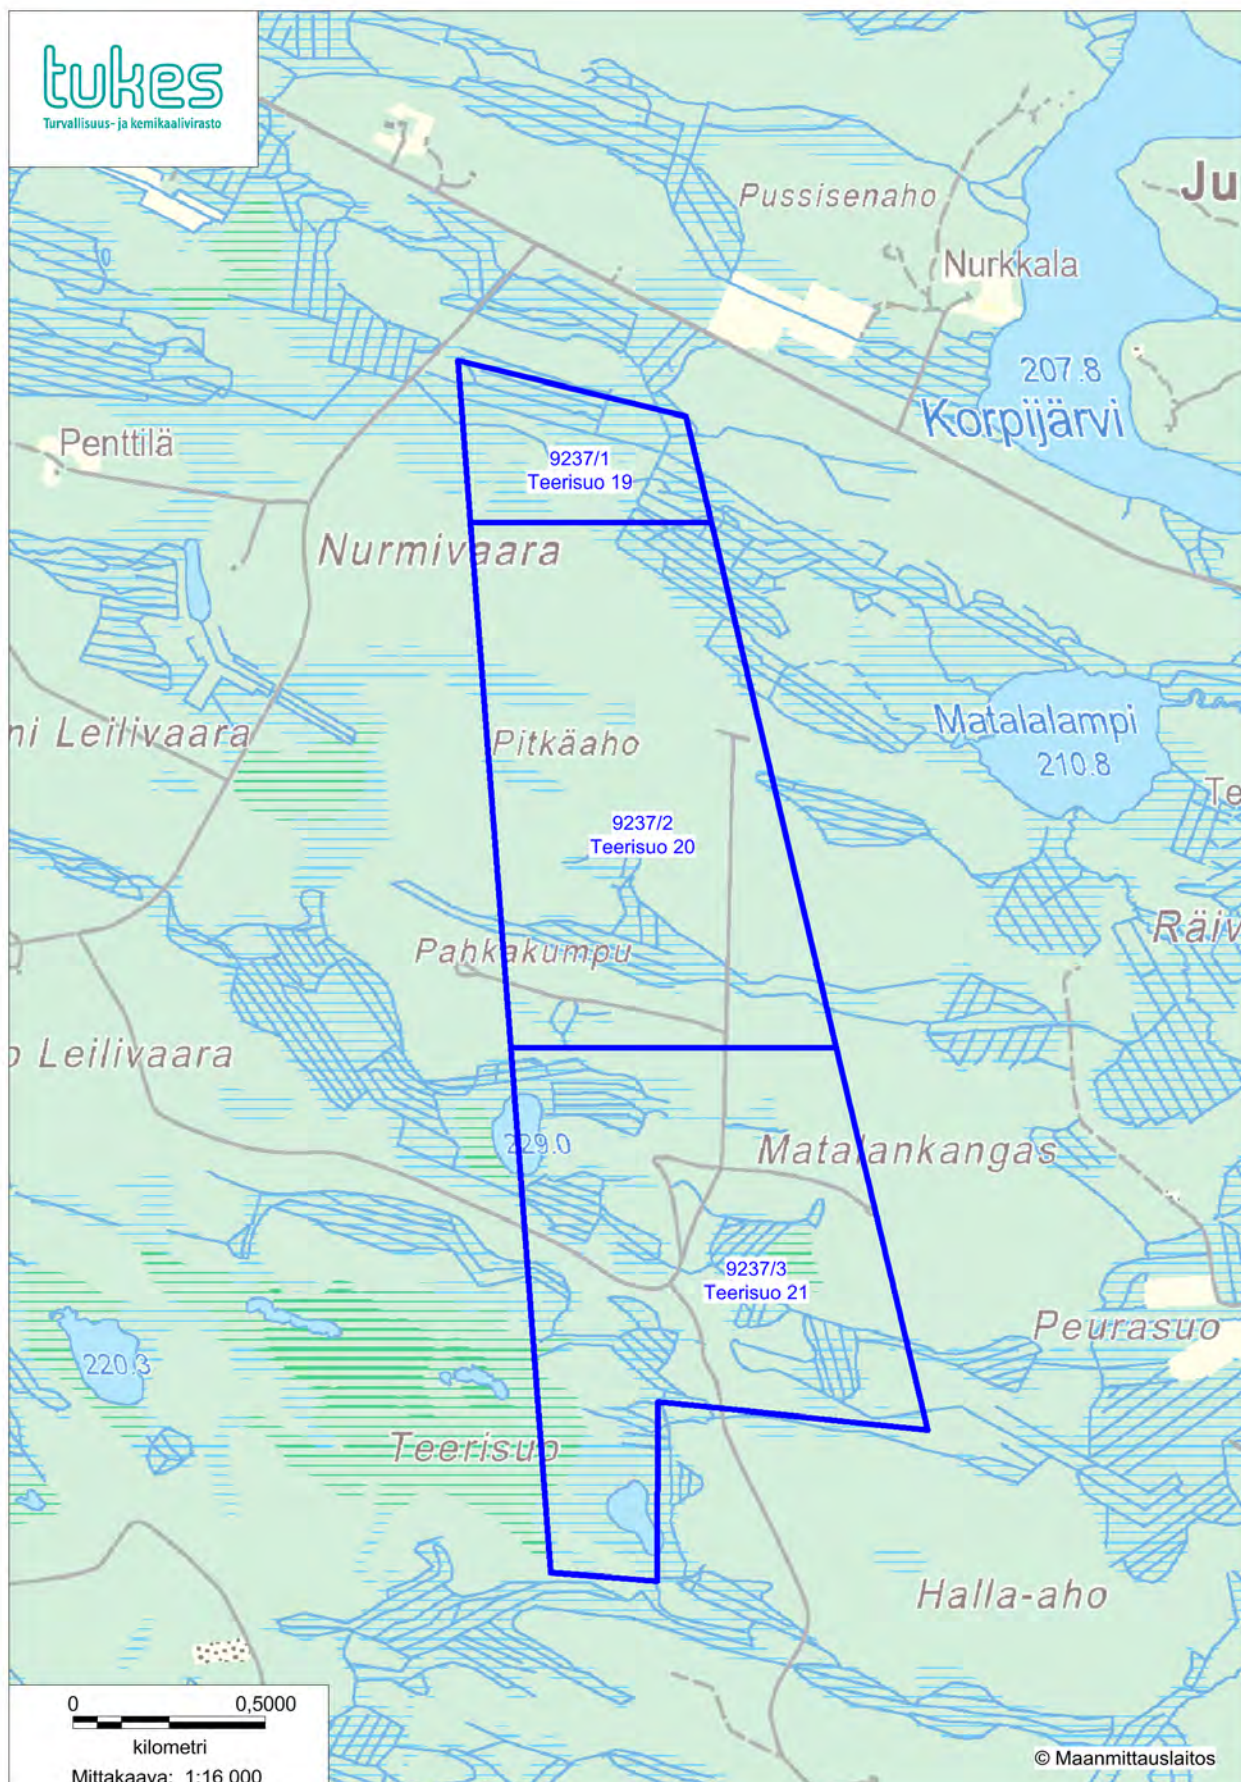 tukes
Turvallisuus- ja kemikaalivirasto
Pussisenaho
Ju
Nurkkala
207.8
Korpijärvi
Penttilä
9237/1
Teerisuo 19
Nurmivaara
ni Leilivaara
Pitkäaho
Matalalampi
210.8
Te
9237/2
Teerisuo 20
Pahkakumpu
Räiv
o Leilivaara
229.0
Matalankangas
9237/3
Teerisuo 21
Peurasuo
220.3
Teerisuo
Halla-aho
0 0,5000
kilometri
Mittakaava: 1:16 000
© Maanmittauslaitos